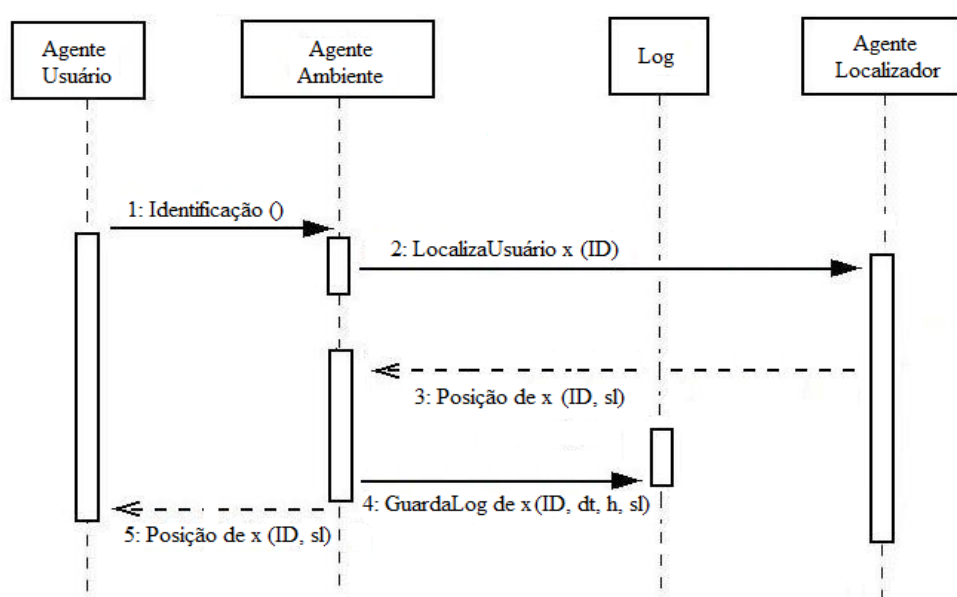 Agente
Usuário
Agente
Ambiente
Log
Agente
Localizador
1: Identificação ()
2: LocalizaUsuário x (ID)
3: Posição de x (ID, sl)
4: GuardaLog de x (ID, dt, h, sl)
5: Posição de x (ID, sl)